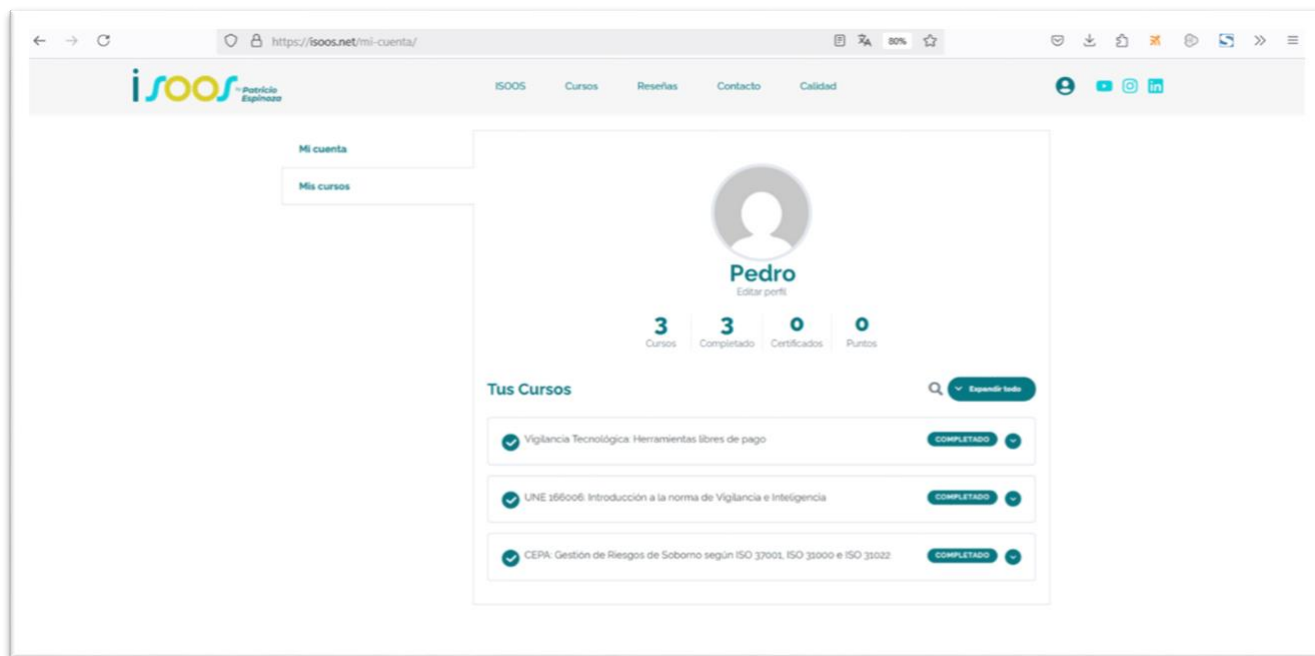 https://isoos.net/mi-cuenta/
80%
isoos by Patricio Espinoza
ISOOS Cursos Reseñas Contacto Calidad
Mi cuenta
Mis cursos
Pedro
Editar perfil
3 3 0 0
Cursos Completado Certificados Puntos
Tus Cursos
Expandir todo
Vigilancia Tecnológica: Herramientas libres de pago COMPLETADO
UNE 166006: Introducción a la norma de Vigilancia e Inteligencia COMPLETADO
CEPA: Gestión de Riesgos de Soborno según ISO 37001, ISO 31000 e ISO 31022 COMPLETADO